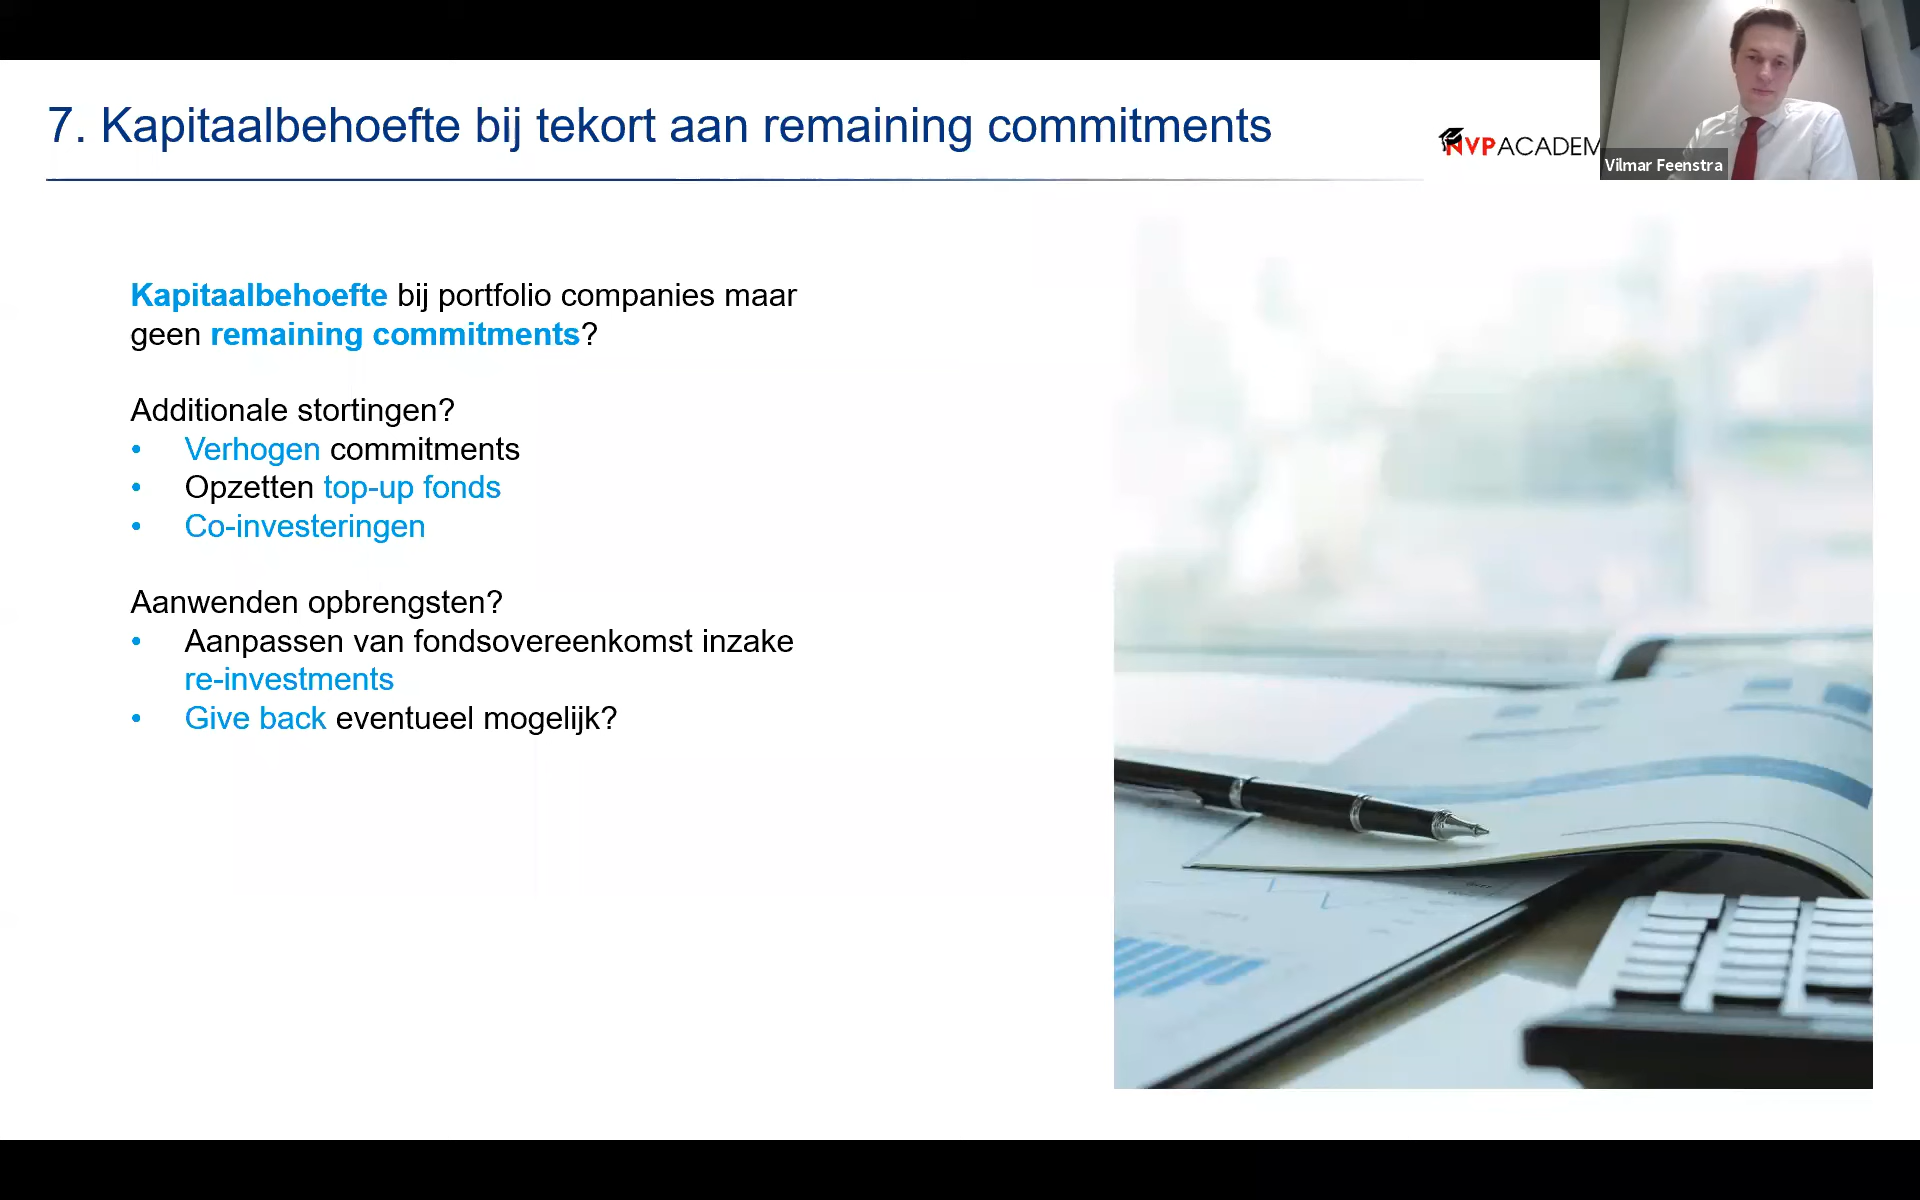 7. Kapitaalbehoefte bij tekort aan remaining commitments
NVPACADEM
Vilmar Feenstra
Kapitaalbehoefte bij portfolio companies maar
geen remaining commitments?
Additionale stortingen?
• Verhogen commitments
• Opzetten top-up fonds
• Co-investeringen
Aanwenden opbrengsten?
• Aanpassen van fondsovereenkomst inzake
re-investments
• Give back eventueel mogelijk?